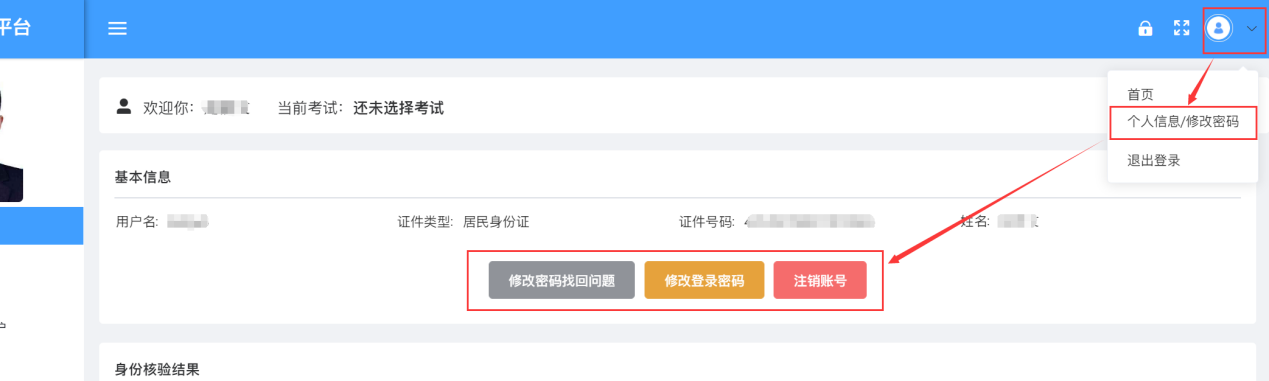 平台
首页
个人信息/修改密码
退出登录
欢迎你: 当前考试: 还未选择考试
基本信息
用户名: 证件类型: 居民身份证 证件号码: 姓名:
修改密码找回问题 修改登录密码 注销账号
身份核验结果